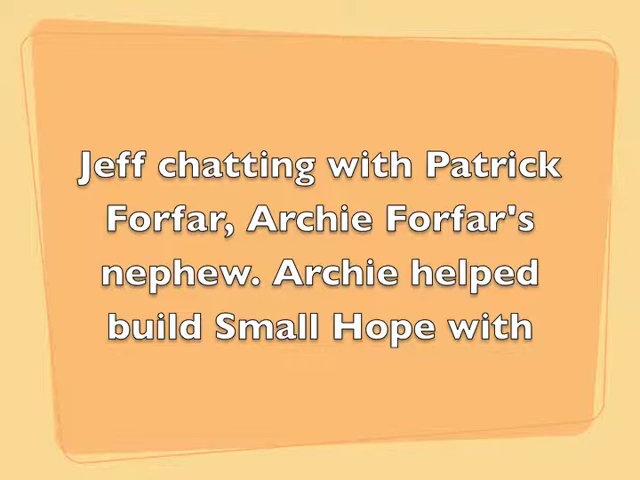 Jeff chatting with Patrick
Forfar, Archie Forfar's
nephew. Archie helped
build Small Hope with